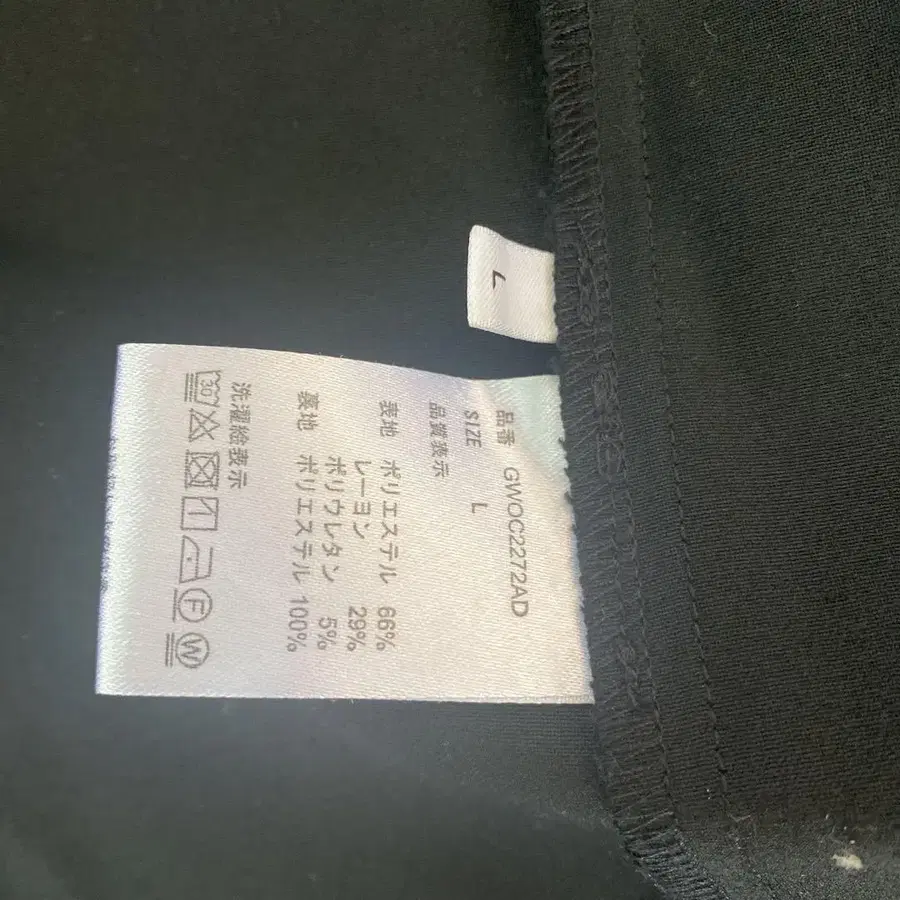 L
品番 GWOC2272AD
SIZE L
品質表示
表地 ポリエステル 66%
レーヨン 29%
ポリウレタン 5%
裏地 ポリエステル 100%
洗濯絵表示
30 F W